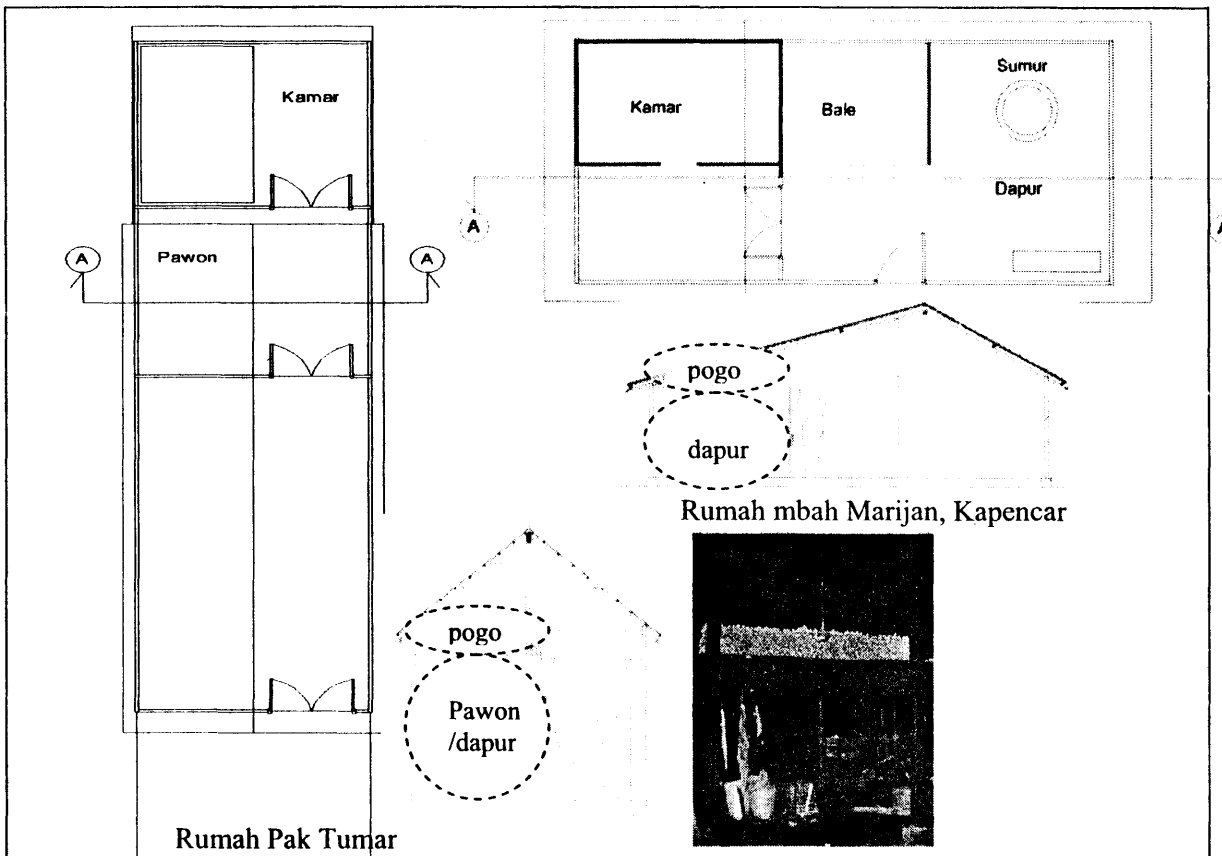 Kamar
A
Pawon
A
Kamar
Bale
Sumur
Dapur
A
A
pogo
dapur
Rumah mbah Marijan, Kapencar
pogo
Pawon
/dapur
Rumah Pak Tumar